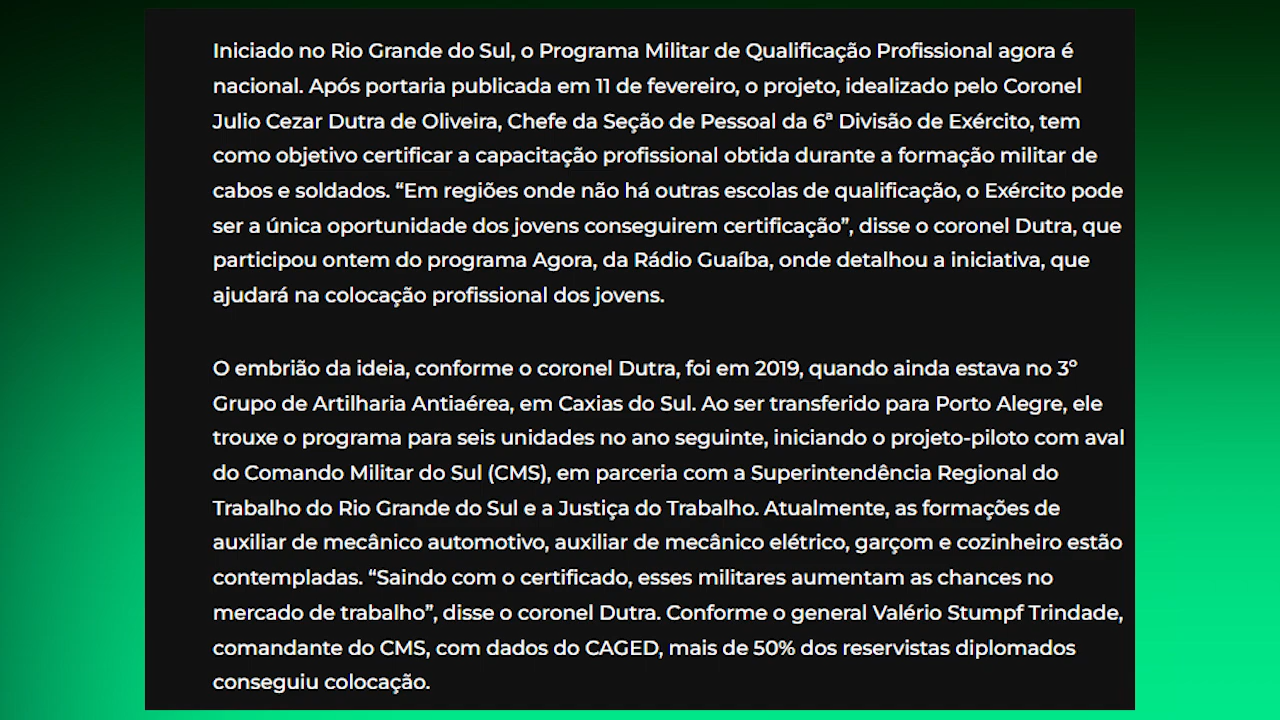 Iniciado no Rio Grande do Sul, o Programa Militar de Qualificação Profissional agora é
nacional. Após portaria publicada em 11 de fevereiro, o projeto, idealizado pelo Coronel
Julio Cezar Dutra de Oliveira, Chefe da Seção de Pessoal da 6ª Divisão de Exército, tem
como objetivo certificar a capacitação profissional obtida durante a formação militar de
cabos e soldados. “Em regiões onde não há outras escolas de qualificação, o Exército pode
ser a única oportunidade dos jovens conseguirem certificação”, disse o coronel Dutra, que
participou ontem do programa Agora, da Rádio Guaíba, onde detalhou a iniciativa, que
ajudará na colocação profissional dos jovens.
O embrião da ideia, conforme o coronel Dutra, foi em 2019, quando ainda estava no 3º
Grupo de Artilharia Antiaérea, em Caxias do Sul. Ao ser transferido para Porto Alegre, ele
trouxe o programa para seis unidades no ano seguinte, iniciando o projeto-piloto com aval
do Comando Militar do Sul (CMS), em parceria com a Superintendência Regional do
Trabalho do Rio Grande do Sul e a Justiça do Trabalho. Atualmente, as formações de
auxiliar de mecânico automotivo, auxiliar de mecânico elétrico, garçom e cozinheiro estão
contempladas. “Saindo com o certificado, esses militares aumentam as chances no
mercado de trabalho”, disse o coronel Dutra. Conforme o general Valério Stumpf Trindade,
comandante do CMS, com dados do CAGED, mais de 50% dos reservistas diplomados
conseguiu colocação.